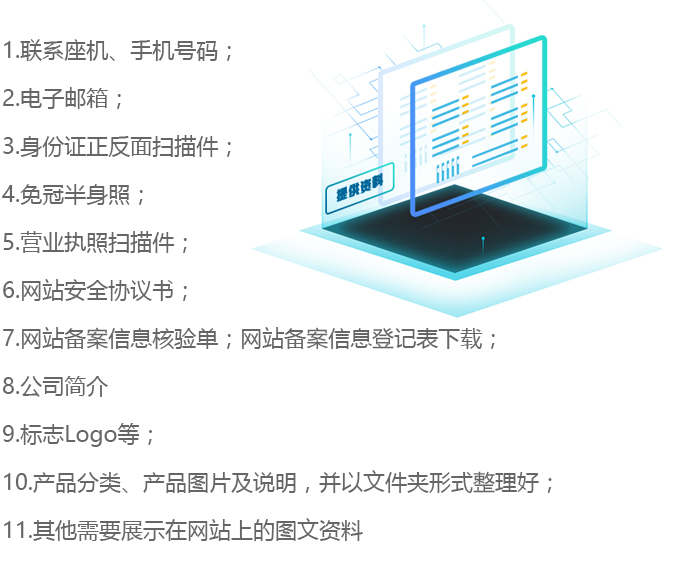 1.联系座机、手机号码；
2.电子邮箱；
3.身份证正反面扫描件；
提供资料
4.免冠半身照；
5.营业执照扫描件；
6.网站安全协议书；
7.网站备案信息核验单；网站备案信息登记表下载；
8.公司简介
9.标志Logo等；
10.产品分类、产品图片及说明，并以文件夹形式整理好；
11.其他需要展示在网站上的图文资料